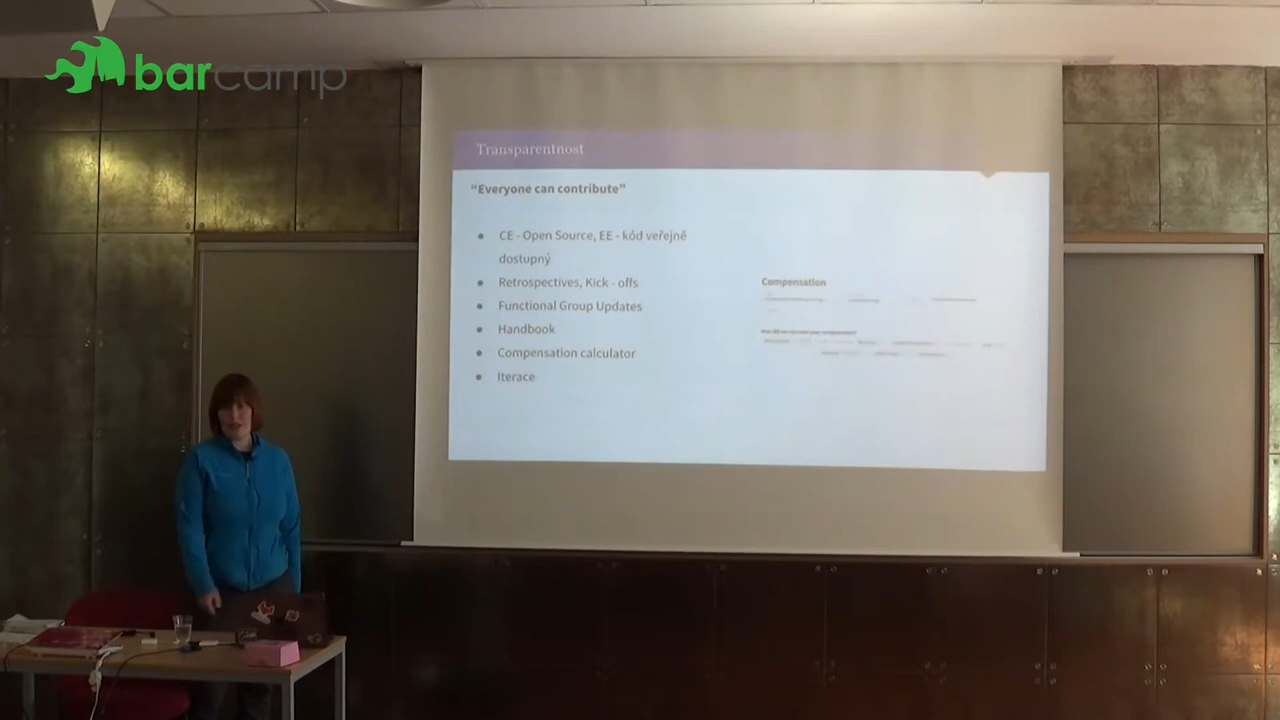 barcamp
Transparentnost
“Everyone can contribute”
● CE - Open Source, EE - kód veřejně
dostupný
● Retrospectives, Kick - offs
● Functional Group Updates
● Handbook
● Compensation calculator
● Iterace
Compensation